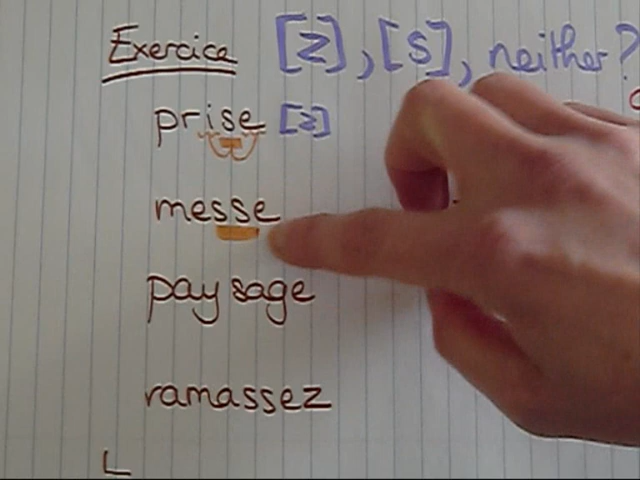 Exercice [z], [s], neither?
prise [z]
messe
paysage
ramassez